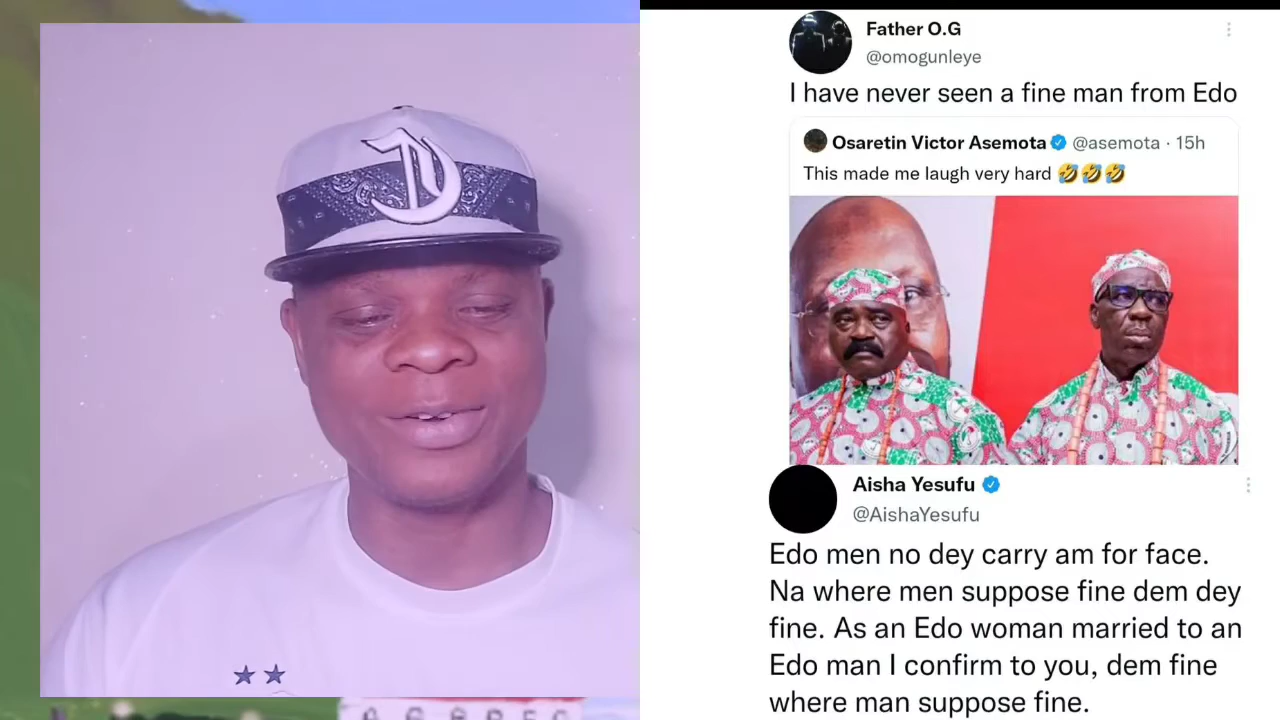 Father O.G
@omogunleye
I have never seen a fine man from Edo
Osaretin Victor Asemota @asemota · 15h
This made me laugh very hard 🤣🤣🤣
Aisha Yesufu
@AishaYesufu
Edo men no dey carry am for face.
Na where men suppose fine dem dey
fine. As an Edo woman married to an
Edo man I confirm to you, dem fine
where man suppose fine.